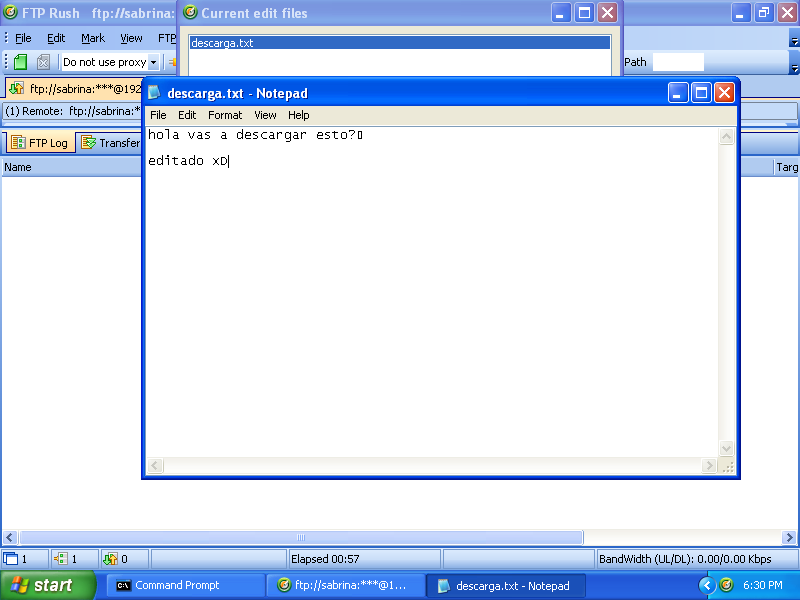 FTP Rush ftp://sabrina:
Current edit files
File Edit Mark View FTP
descarga.txt
Do not use proxy
Path
ftp://sabrina:***@192
(1) Remote: ftp://sabrina:*
descarga.txt - Notepad
File Edit Format View Help
FTP Log Transfer
Name
Targ
hola vas a descargar esto?▯
editado xD
1 1 0 Elapsed 00:57 BandWidth (UL/DL): 0.00/0.00 Kbps
start Command Prompt ftp://sabrina:***@1... descarga.txt - Notepad 6:30 PM